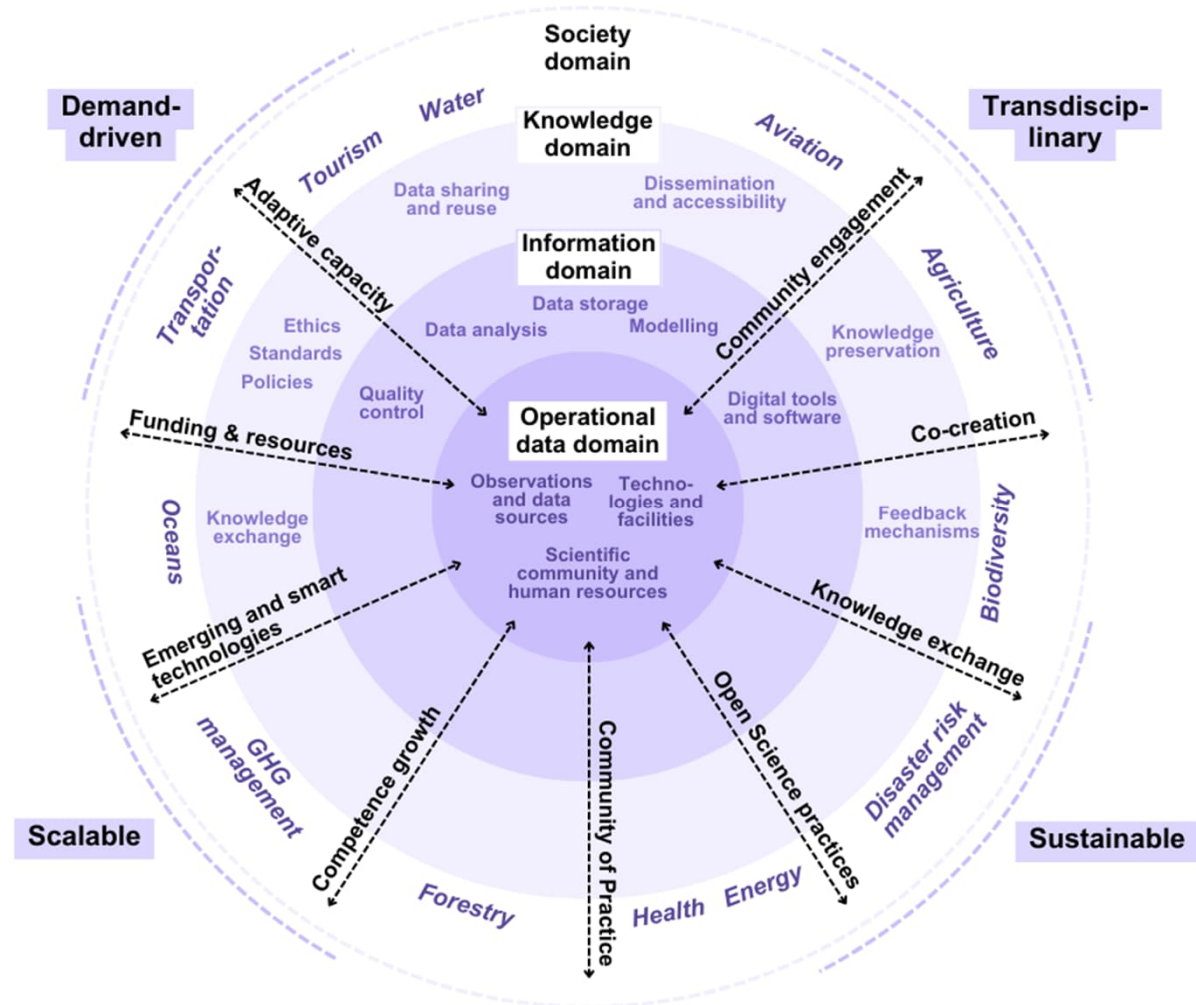 Society
domain
Demand-
driven
Transdiscip-
linary
Water
Tourism
Knowledge
domain
Aviation
Data sharing
and reuse
Dissemination
and accessibility
Adaptive capacity
Community engagement
Information
domain
Transpor-
tation
Agriculture
Data storage
Data analysis
Modelling
Ethics
Standards
Policies
Knowledge
preservation
Quality
control
Digital tools
and software
Operational
data domain
Funding & resources
Co-creation
Observations
and data
sources
Techno-
logies and
facilities
Oceans
Knowledge
exchange
Feedback
mechanisms
Biodiversity
Scientific
community and
human resources
Emerging and smart
technologies
Knowledge exchange
GHG
management
Competence growth
Community of Practice
Open Science practices
Disaster risk
management
Scalable
Sustainable
Forestry
Health
Energy